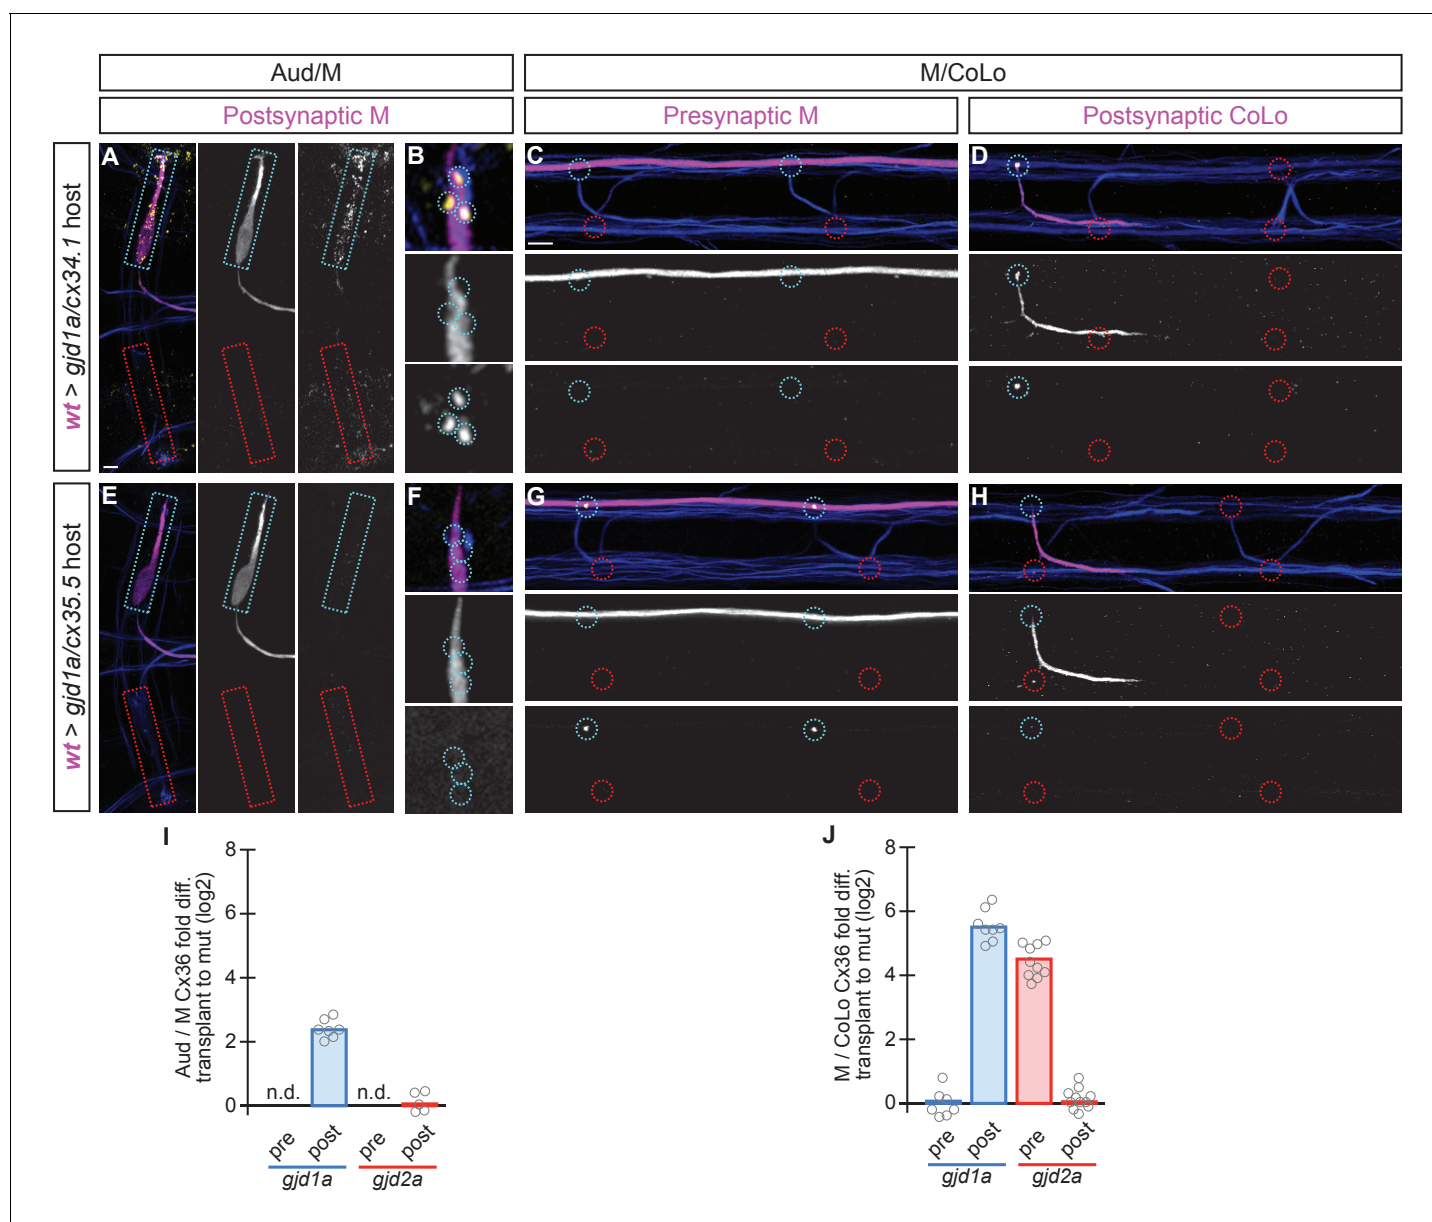 Aud/M
M/CoLo
Postsynaptic M
Presynaptic M
Postsynaptic CoLo
wt > gjd1a/cx34.1 host
A
B
C
D
wt > gjd1a/cx35.5 host
E
F
G
H
I
Aud / M Cx36 fold diff.
transplant to mut (log2)
8
6
4
2
0
n.d.
n.d.
pre
post
pre
post
gjd1a
gjd2a
J
M / CoLo Cx36 fold diff.
transplant to mut (log2)
8
6
4
2
0
pre
post
pre
post
gjd1a
gjd2a